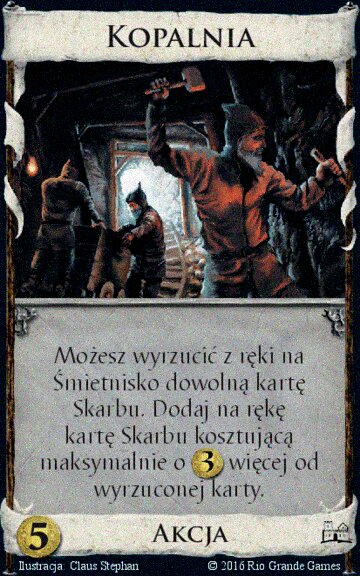 Kopalnia
Możesz wyrzucić z ręki na
Śmietnisko dowolną kartę
Skarbu. Dodaj na rękę
kartę Skarbu kosztującą
maksymalnie o 3 więcej od
wyrzuconej karty.
5 Akcja
Ilustracja: Claus Stephan © 2016 Rio Grande Games